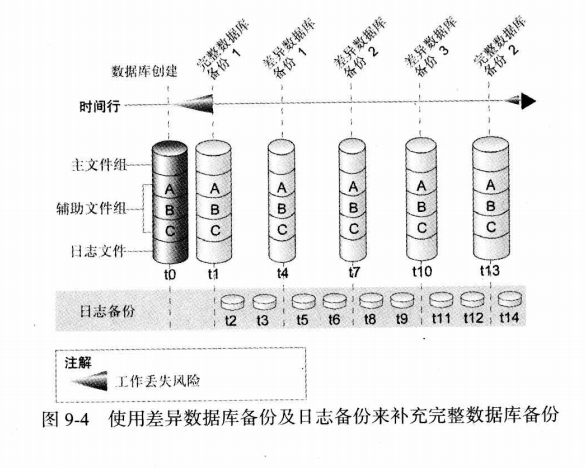 完整数据库
备份 1
差异数据库
备份 1
差异数据库
备份 2
差异数据库
备份 3
完整数据库
备份 2
数据库创建
时间行
主文件组
辅助文件组
日志文件
A A A A A A
B B B B B B
C C C C C C
t0 t1 t4 t7 t10 t13
日志备份
t2 t3 t5 t6 t8 t9 t11 t12 t14
注解
工作丢失风险
图 9-4 使用差异数据库备份及日志备份来补充完整数据库备份